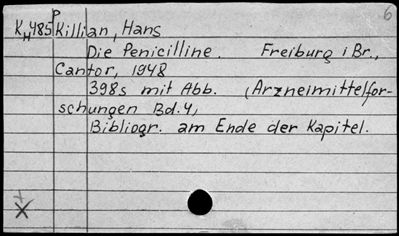 6
P
KH485 Killian, Hans
Die Penicilline. Freiburg i Br.,
Cantor, 1948
398s mit Abb. (Arzneimittelfor-
schungen Bd.4,
Bibliogr. am Ende der Kapitel.
X